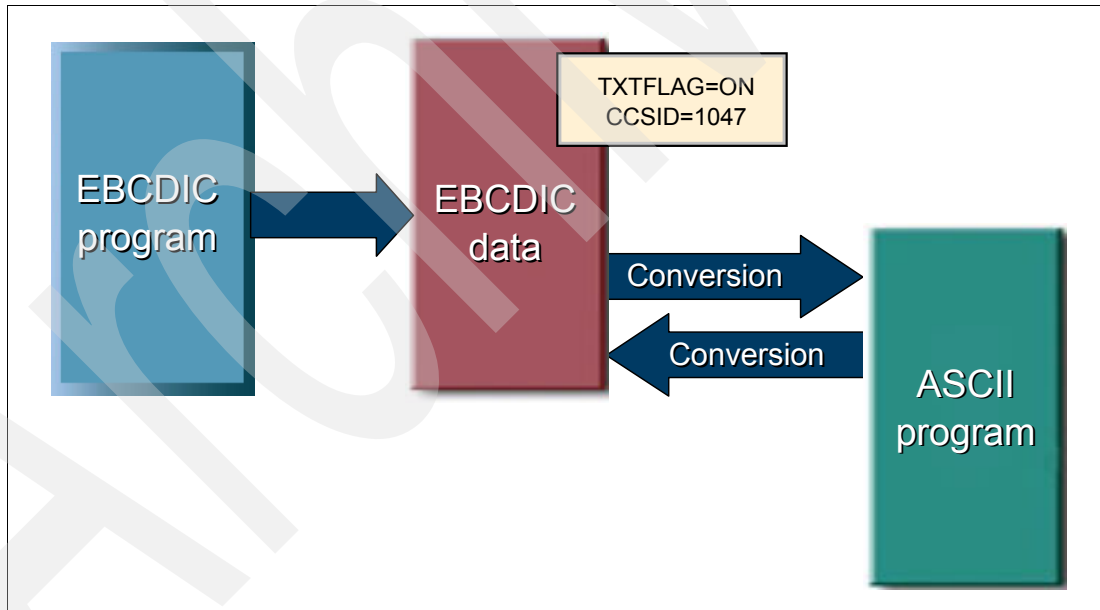 TXTFLAG=ON
CCSID=1047
EBCDIC
program
EBCDIC
data
Conversion
Conversion
ASCII
program